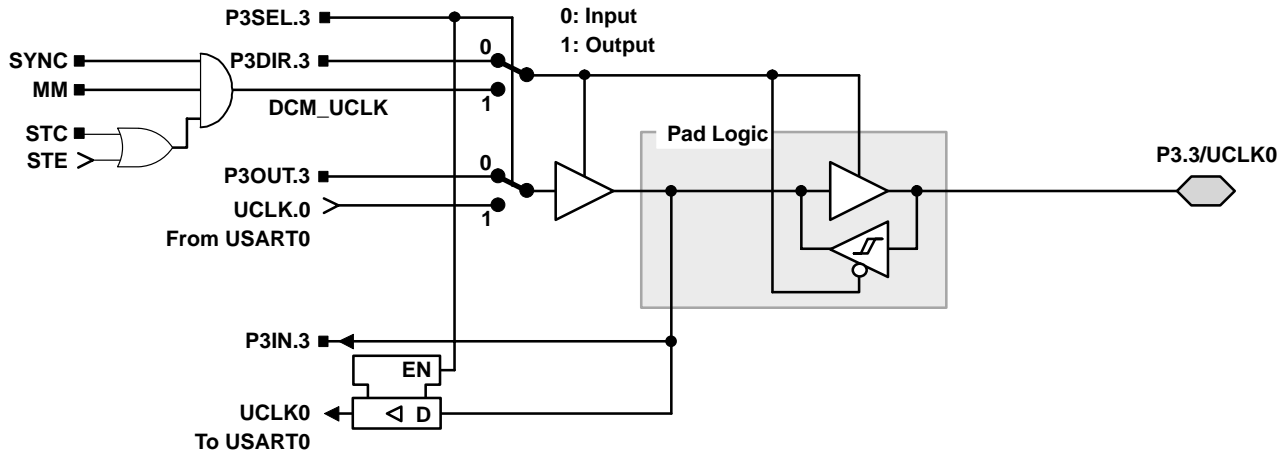 P3SEL.3
0: Input
1: Output
SYNC
P3DIR.3
0
MM
DCM_UCLK
1
STC
STE
Pad Logic
P3.3/UCLK0
P3OUT.3
0
UCLK.0
1
From USART0
P3IN.3
EN
UCLK0
D
To USART0